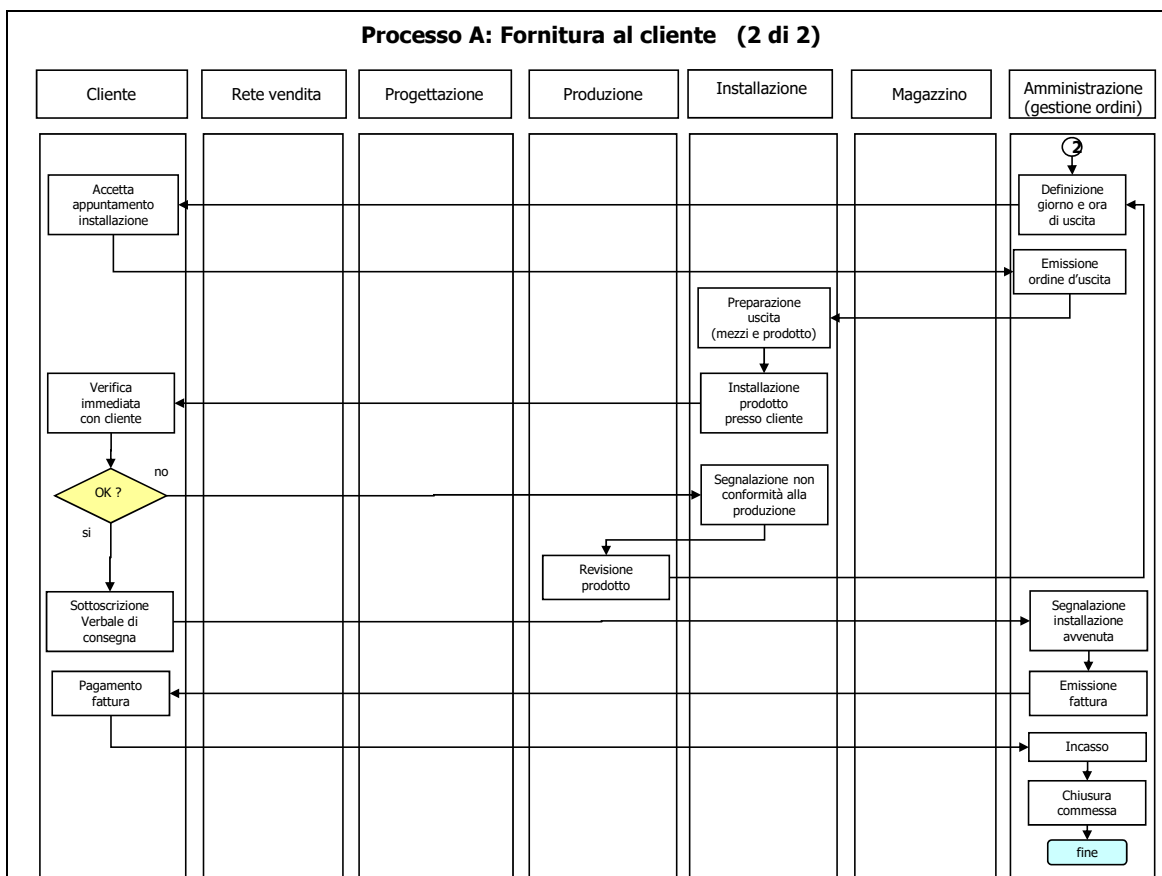 Processo A: Fornitura al cliente (2 di 2)
Cliente
Rete vendita
Progettazione
Produzione
Installazione
Magazzino
Amministrazione
(gestione ordini)
2
Accetta
appuntamento
installazione
Definizione
giorno e ora
di uscita
Emissione
ordine d'uscita
Preparazione
uscita
(mezzi e prodotto)
Verifica
immediata
con cliente
Installazione
prodotto
presso cliente
no
OK ?
si
Segnalazione non
conformità alla
produzione
Revisione
prodotto
Sottoscrizione
Verbale di
consegna
Segnalazione
installazione
avvenuta
Pagamento
fattura
Emissione
fattura
Incasso
Chiusura
commessa
fine